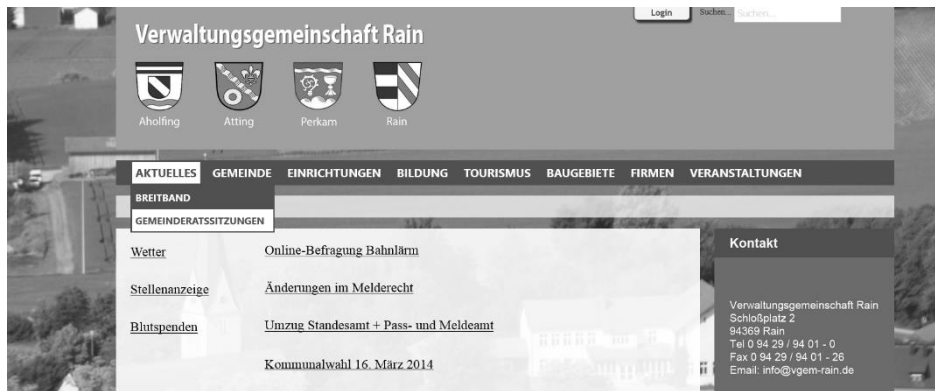 Login
Suchen... Suchen...
Verwaltungsgemeinschaft Rain
Aholfing Atting Perkam Rain
AKTUELLES GEMEINDE EINRICHTUNGEN BILDUNG TOURISMUS BAUGEBIETE FIRMEN VERANSTALTUNGEN
BREITBAND
GEMEINDERATSSITZUNGEN
Wetter
Stellenanzeige
Blutspenden
Online-Befragung Bahnlärm
Änderungen im Melderecht
Umzug Standesamt + Pass- und Meldeamt
Kommunalwahl 16. März 2014
Kontakt
Verwaltungsgemeinschaft Rain
Schloßplatz 2
94369 Rain
Tel 0 94 29 / 94 01 - 0
Fax 0 94 29 / 94 01 - 26
Email: info@vgem-rain.de